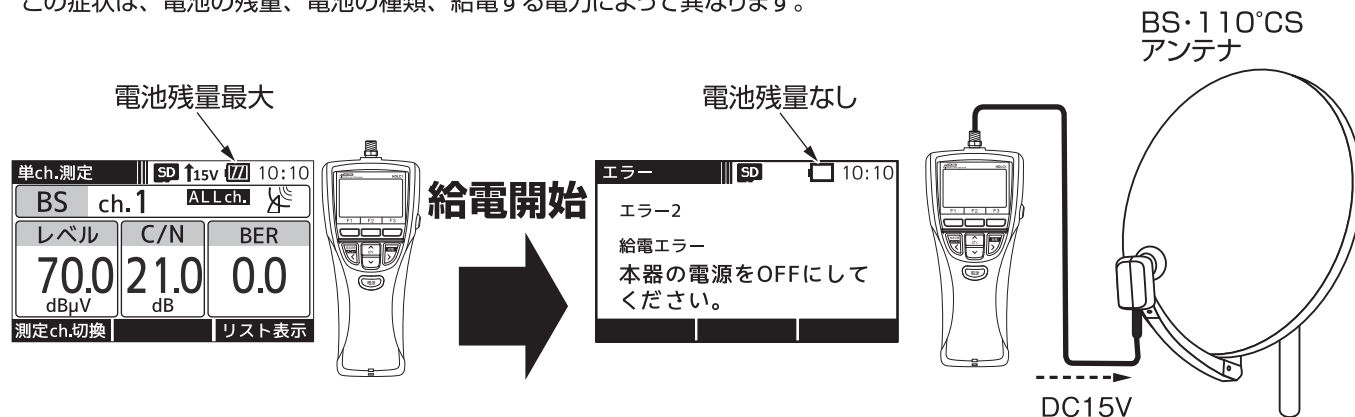 この症状は、電池の残量、電池の種類、給電する電力によって異なります。
BS・110°CS
アンテナ
電池残量最大
電池残量なし
単ch.測定 SD ↑15V 10:10
BS ch.1 ALL ch.
レベル C/N BER
70.0 21.0 0.0
dBμV dB
測定ch.切換 リスト表示
F1 F2 F3
給電開始
エラー SD 10:10
エラー2
給電エラー
本器の電源をOFFにして
ください。
F1 F2 F3
DC15V